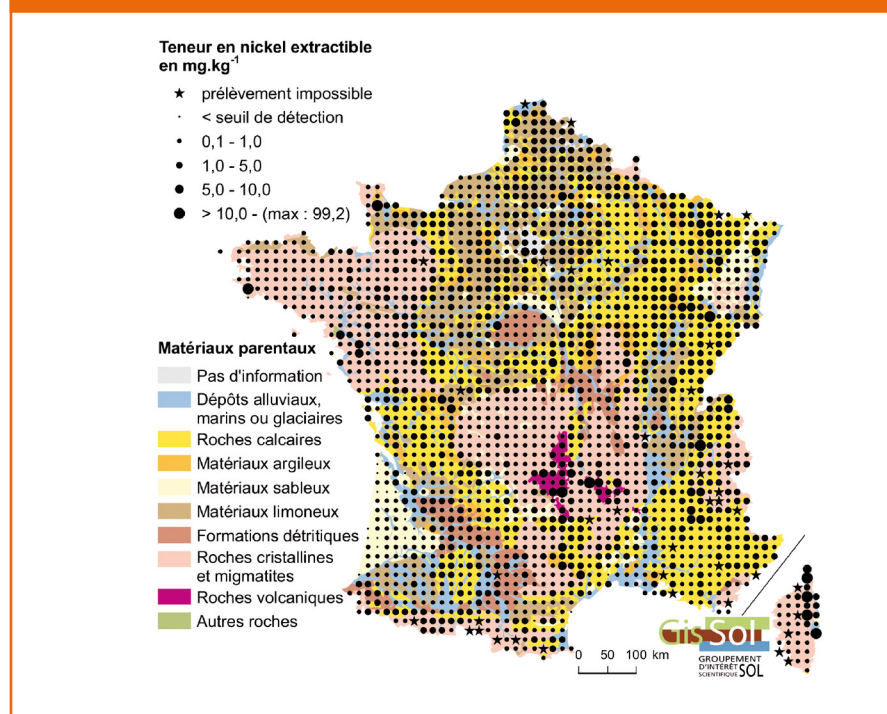 Teneur en nickel extractible
en mg.kg⁻¹
prélèvement impossible
< seuil de détection
0,1 - 1,0
1,0 - 5,0
5,0 - 10,0
> 10,0 - (max : 99,2)
Matériaux parentaux
Pas d'information
Dépôts alluviaux,
marins ou glaciaires
Roches calcaires
Matériaux argileux
Matériaux sableux
Matériaux limoneux
Formations détritiques
Roches cristallines
et migmatites
Roches volcaniques
Autres roches
0 50 100 km
GisSol
GROUPEMENT
D'INTÉRÊT
SCIENTIFIQUE SOL